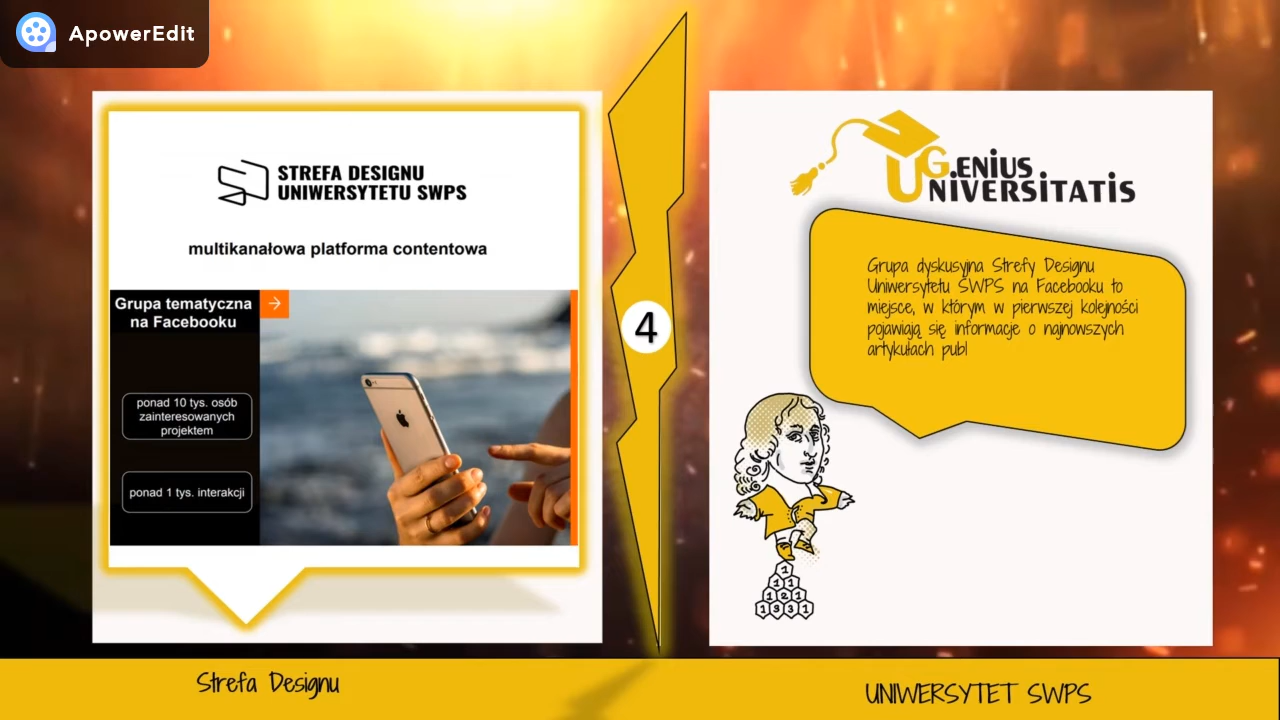 ApowerEdit
STREFA DESIGNU
UNIWERSYTETU SWPS
multikanałowa platforma contentowa
Grupa tematyczna
na Facebooku
ponad 10 tys. osób
zainteresowanych
projektem
ponad 1 tys. interakcji
4
G.ENIUS
UNIVERSITATIS
Grupa dyskusyjna Strefy Designu
Uniwersytetu SWPS na Facebooku to
miejsce, w którym w pierwszej kolejności
pojawiają się informacje o najnowszych
artykułach publ
1
1 1
1 2 1
1 3 3 1
Strefa Designu
UNIWERSYTET SWPS